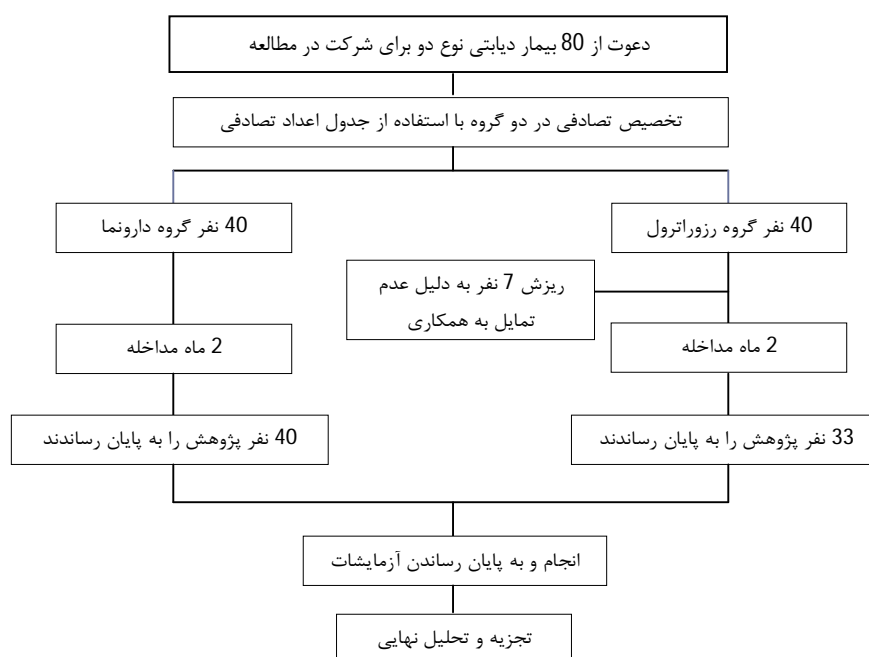 دعوت از 80 بیمار دیابتی نوع دو برای شرکت در مطالعه
تخصیص تصادفی در دو گروه با استفاده از جدول اعداد تصادفی
40 نفر گروه رزوراترول
40 نفر گروه دارونما
ریزش 7 نفر به دلیل عدم
تمایل به همکاری
2 ماه مداخله
2 ماه مداخله
33 نفر پژوهش را به پایان رساندند
40 نفر پژوهش را به پایان رساندند
انجام و به پایان رساندن آزمایشات
تجزیه و تحلیل نهایی